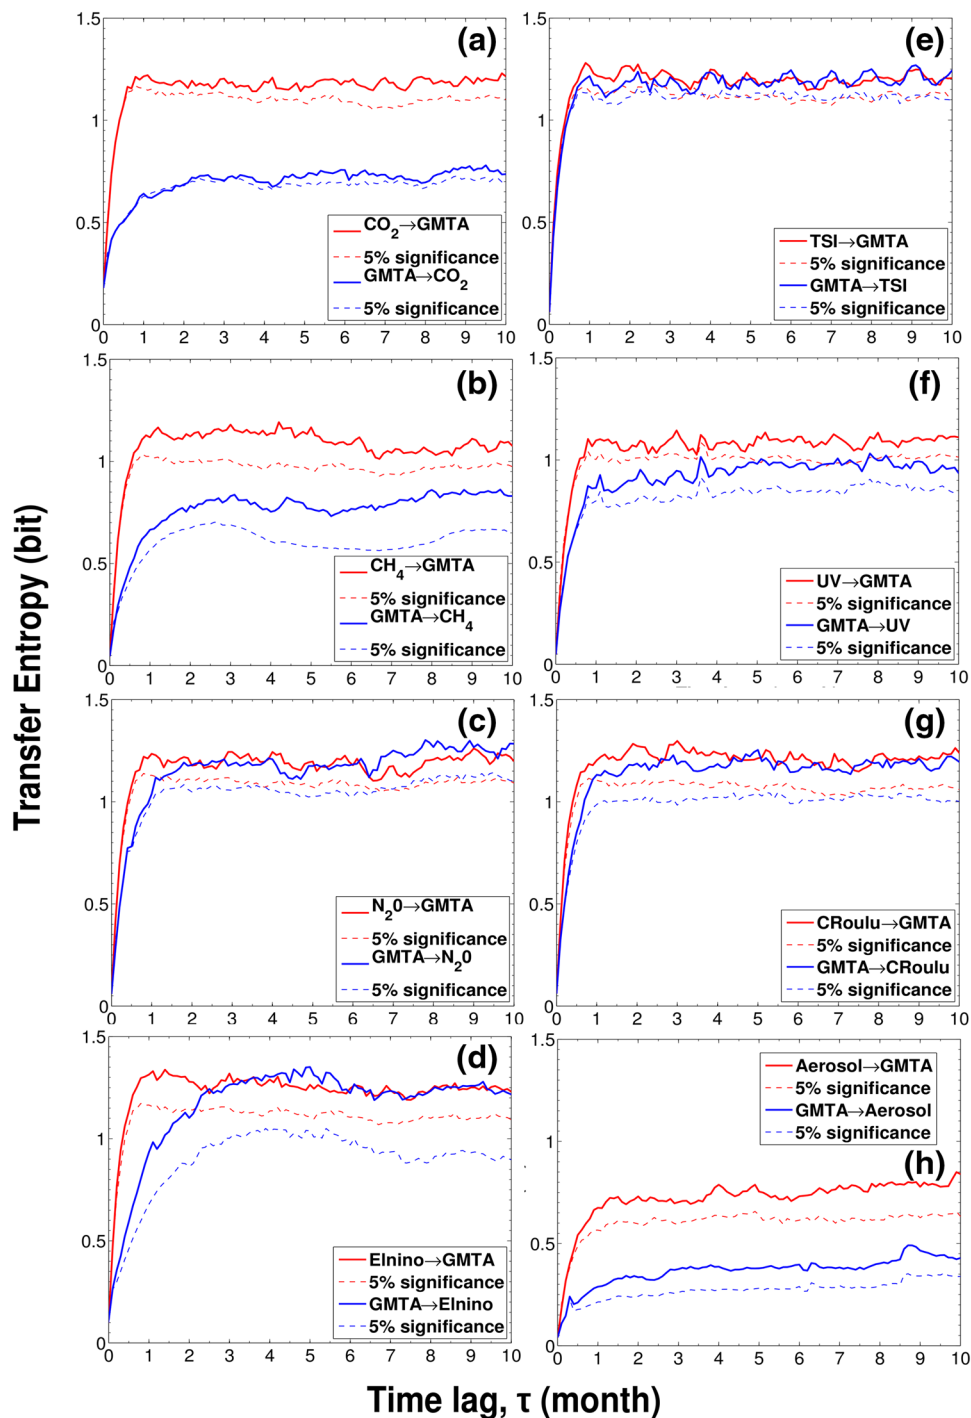 Transfer Entropy (bit)
(a)
1.5
1
0.5
0
CO2→GMTA
5% significance
GMTA→CO2
5% significance
0 1 2 3 4 5 6 7 8 9 10
(e)
1.5
1
0.5
0
TSI→GMTA
5% significance
GMTA→TSI
5% significance
0 1 2 3 4 5 6 7 8 9 10
(b)
1.5
1
0.5
0
CH4→GMTA
5% significance
GMTA→CH4
5% significance
0 1 2 3 4 5 6 7 8 9 10
(f)
1.5
1
0.5
0
UV→GMTA
5% significance
GMTA→UV
5% significance
0 1 2 3 4 5 6 7 8 9 10
(c)
1.5
1
0.5
0
N20→GMTA
5% significance
GMTA→N20
5% significance
0 1 2 3 4 5 6 7 8 9 10
(g)
1.5
1
0.5
0
CRoulu→GMTA
5% significance
GMTA→CRoulu
5% significance
0 1 2 3 4 5 6 7 8 9 10
(d)
1.5
1
0.5
0
Elnino→GMTA
5% significance
GMTA→Elnino
5% significance
0 1 2 3 4 5 6 7 8 9 10
1.5
1
0.5
0
Aerosol→GMTA
5% significance
GMTA→Aerosol
5% significance
(h)
0 1 2 3 4 5 6 7 8 9 10
Time lag, τ (month)